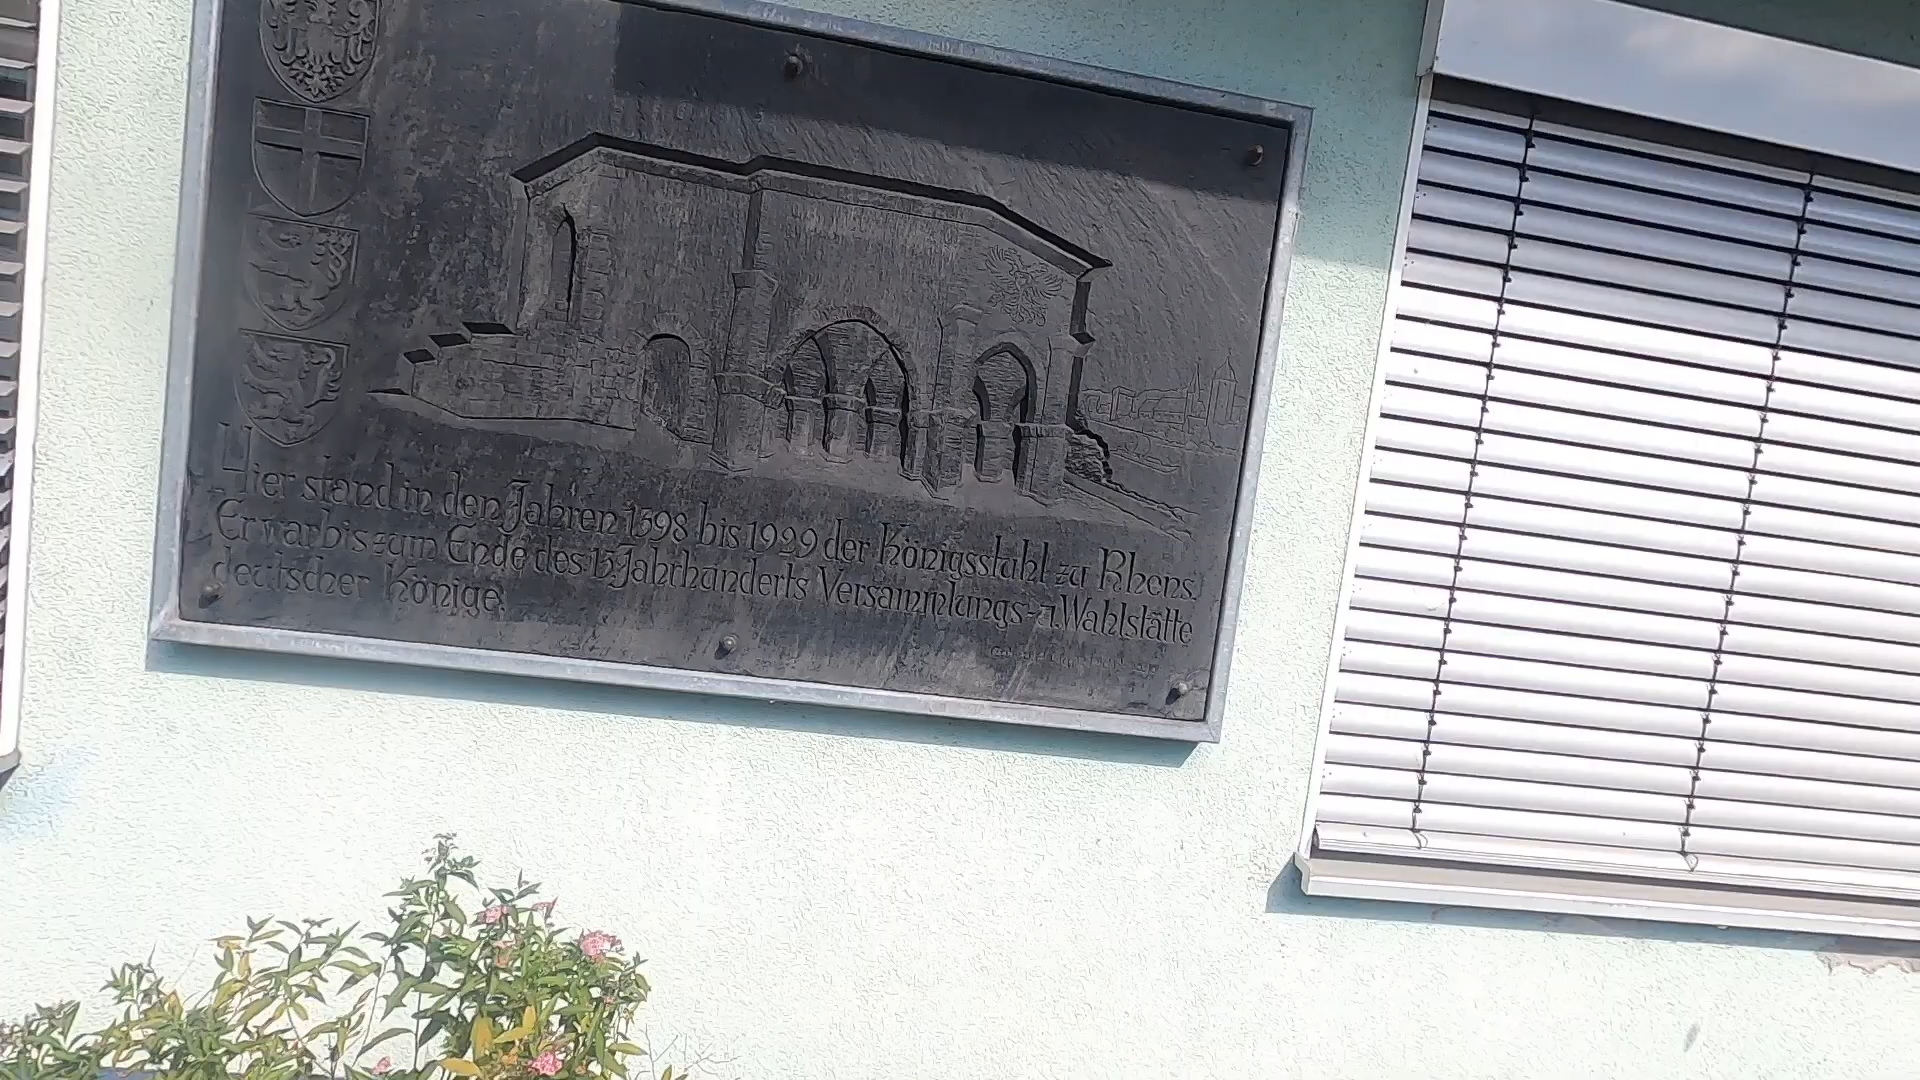 Hier stand in den Jahren 1398 bis 1929 der Königsstuhl zu Rhens.
Er war bis zum Ende des 15. Jahrhunderts Versammlungs- u. Wahlstätte
deutscher Könige.